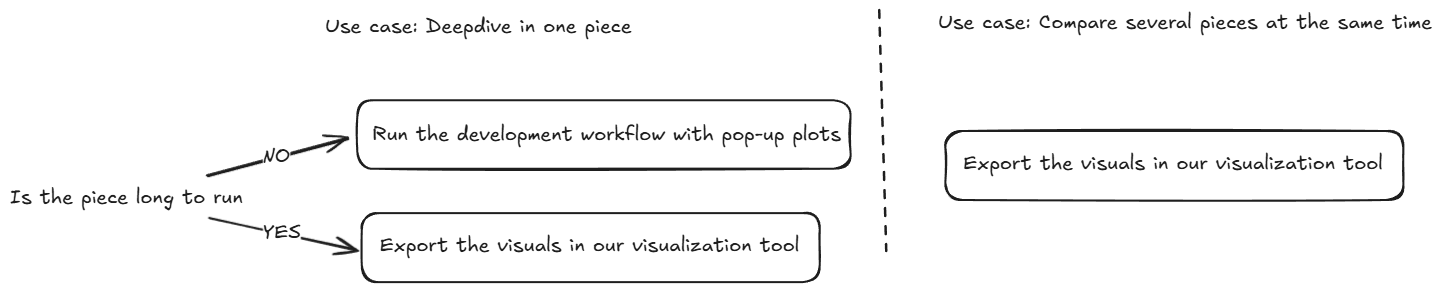 Use case: Deepdive in one piece
Use case: Compare several pieces at the same time
Run the development workflow with pop-up plots
NO
Export the visuals in our visualization tool
Is the piece long to run
YES
Export the visuals in our visualization tool